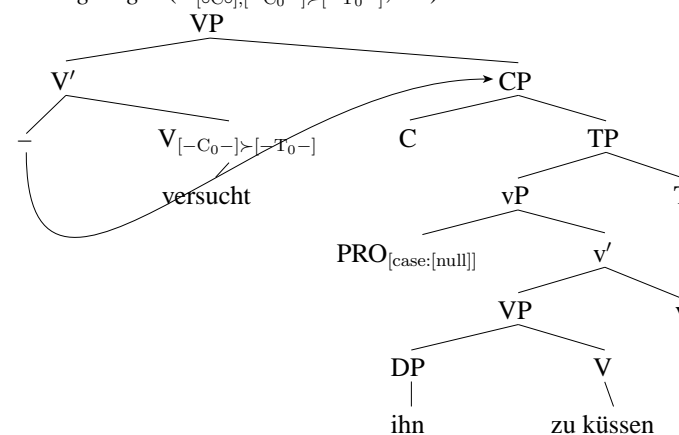 VP
V′ CP
– V[−C₀−]≻[−T₀−] C TP
versucht vP
PRO[case:[null]] v′
VP
DP V
ihn zu küssen